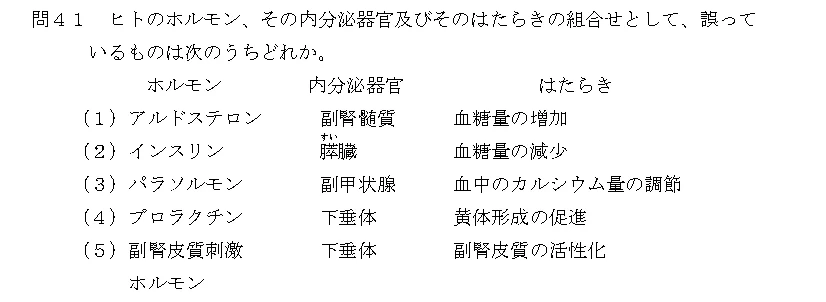 問４１　ヒトのホルモン、その内分泌器官及びそのはたらきの組合せとして、誤って
いるものは次のうちどれか。
ホルモン　内分泌器官　はたらき
（１）アルドステロン　副腎髄質　血糖量の増加
（２）インスリン　膵臓　血糖量の減少
すい
（３）パラソルモン　副甲状腺　血中のカルシウム量の調節
（４）プロラクチン　下垂体　黄体形成の促進
（５）副腎皮質刺激　下垂体　副腎皮質の活性化
ホルモン